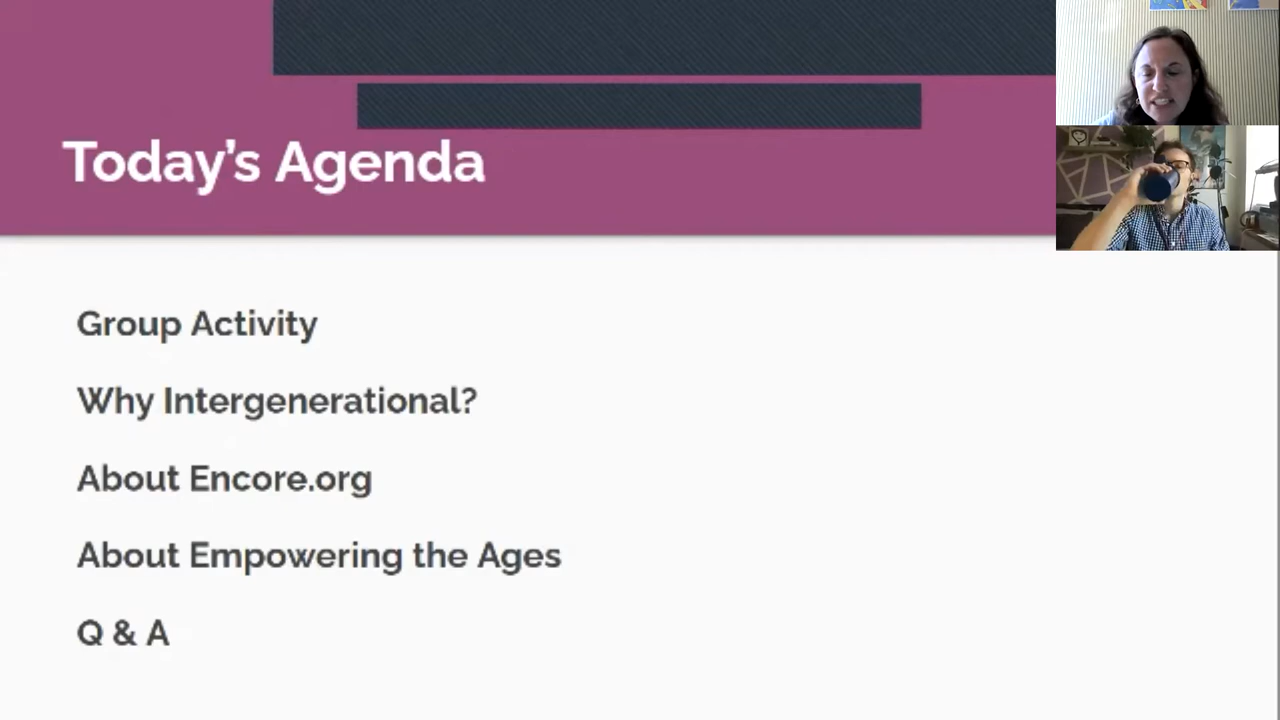 Today's Agenda
Group Activity
Why Intergenerational?
About Encore.org
About Empowering the Ages
Q & A